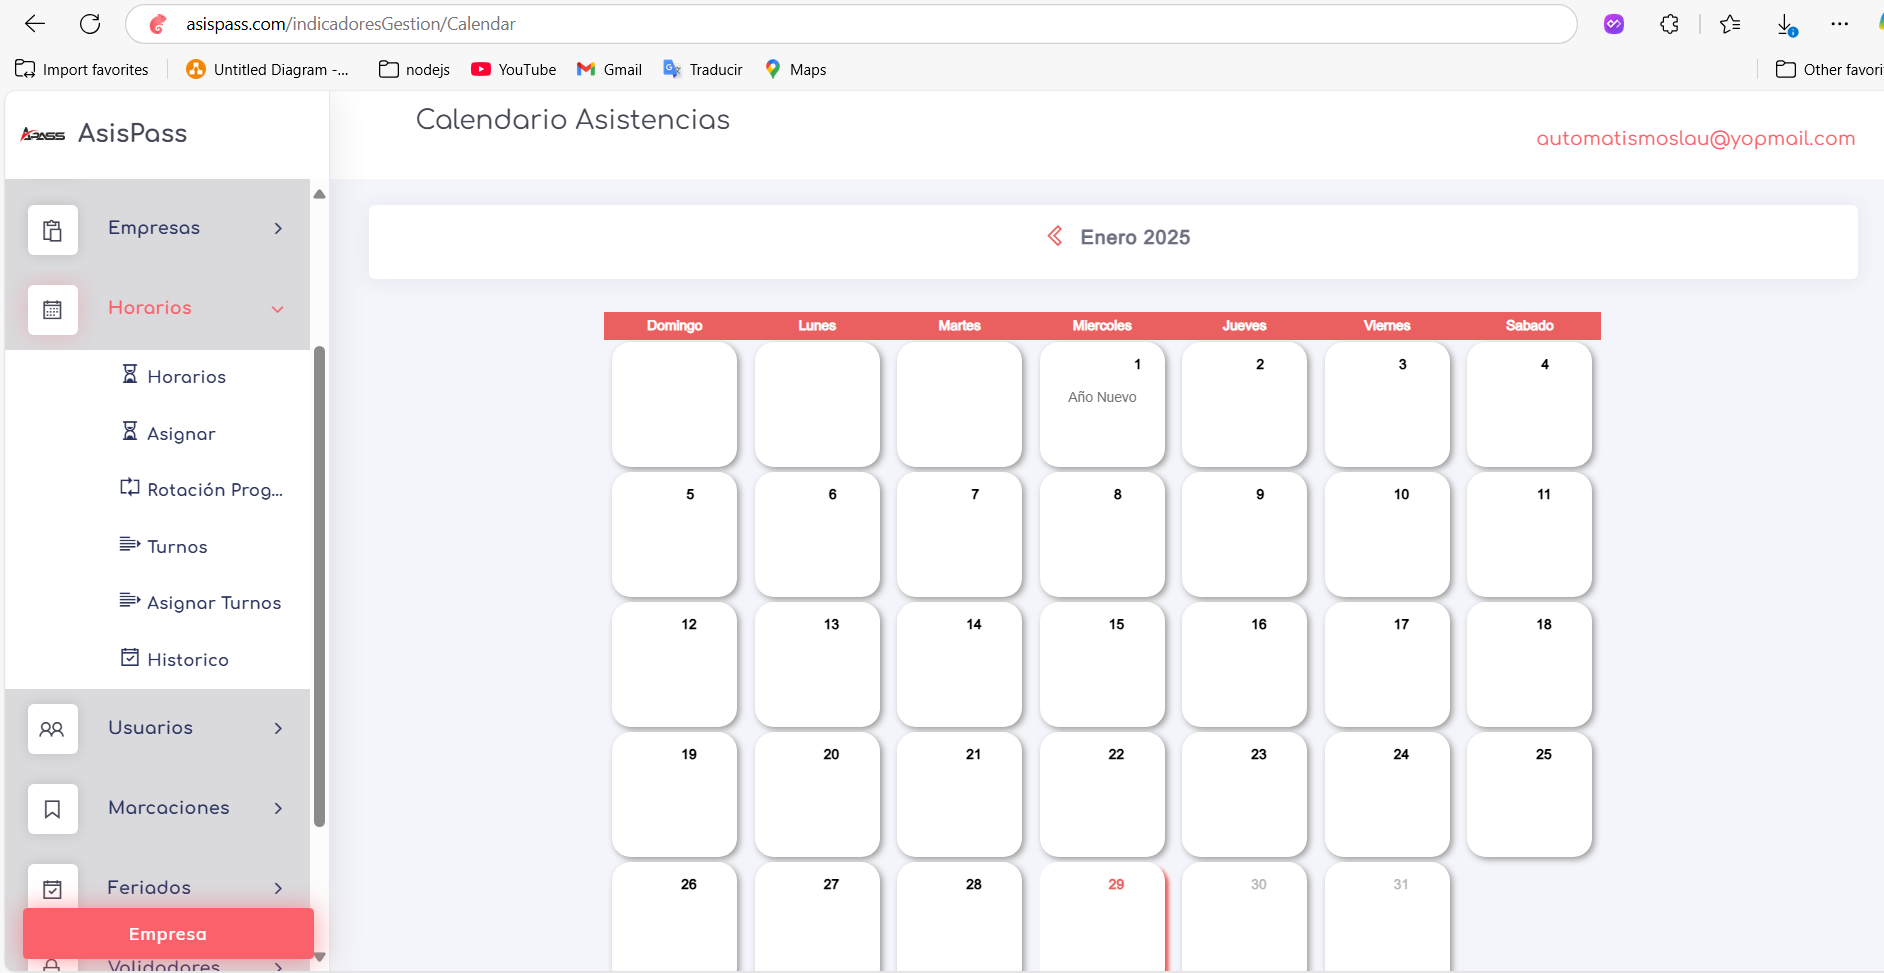 asispass.com/indicadoresGestion/Calendar
Import favorites
Untitled Diagram -...
nodejs
YouTube
Gmail
Traducir
Maps
Other favori
APASS
AsisPass
Calendario Asistencias
automatismoslau@yopmail.com
Empresas
Horarios
Horarios
Asignar
Rotación Prog...
Turnos
Asignar Turnos
Historico
Usuarios
Marcaciones
Feriados
Empresa
Validadores
Enero 2025
Domingo Lunes Martes Miercoles Jueves Viernes Sabado
1 2 3 4
Año Nuevo
5 6 7 8 9 10 11
12 13 14 15 16 17 18
19 20 21 22 23 24 25
26 27 28 29 30 31